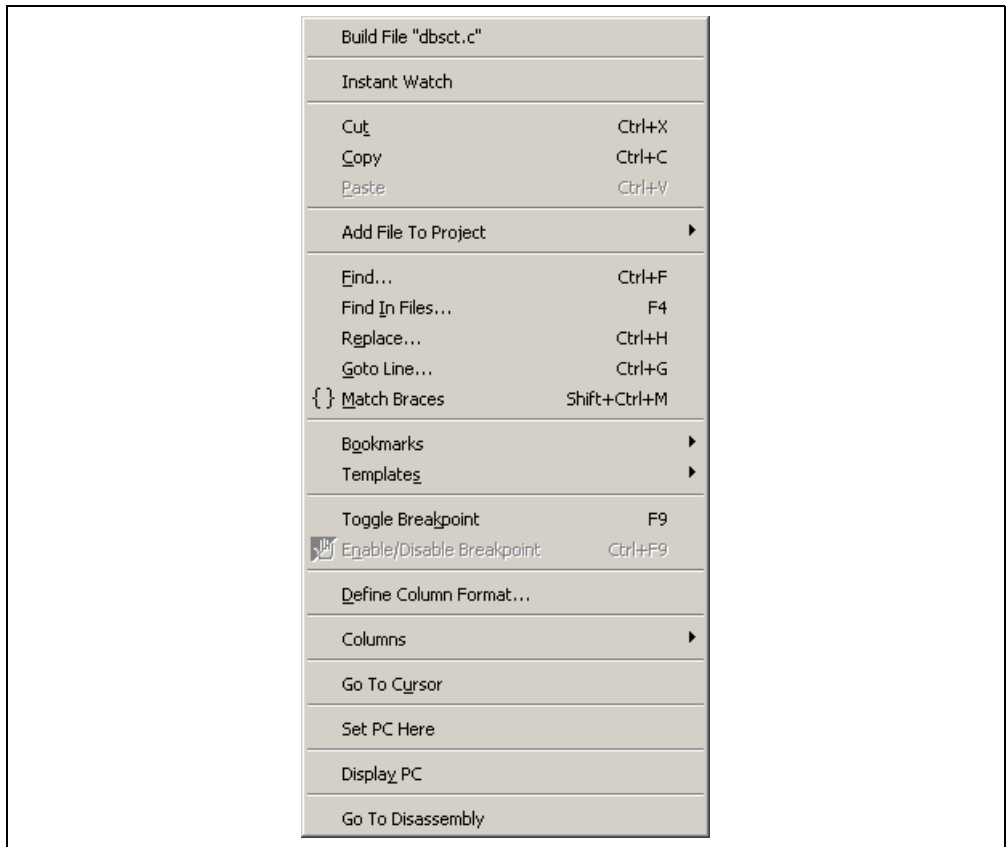 Build File "dbsct.c"
Instant Watch
Cut Ctrl+X
Copy Ctrl+C
Paste Ctrl+V
Add File To Project
Find... Ctrl+F
Find In Files... F4
Replace... Ctrl+H
Goto Line... Ctrl+G
{ } Match Braces Shift+Ctrl+M
Bookmarks
Templates
Toggle Breakpoint F9
Enable/Disable Breakpoint Ctrl+F9
Define Column Format...
Columns
Go To Cursor
Set PC Here
Display PC
Go To Disassembly